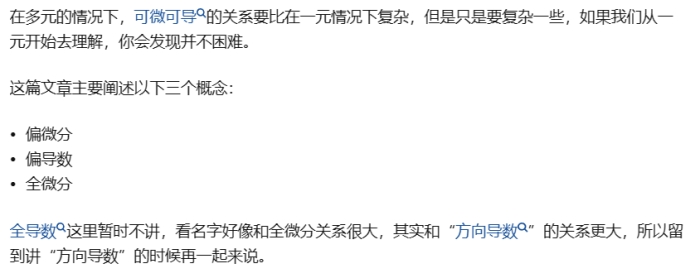 在多元的情况下，可微可导的关系要比在一元情况下复杂，但是只是要复杂一些，如果我们从一
元开始去理解，你会发现并不困难。
这篇文章主要阐述以下三个概念：
• 偏微分
• 偏导数
• 全微分
全导数这里暂时不讲，看名字好像和全微分关系很大，其实和“方向导数”的关系更大，所以留
到讲“方向导数”的时候再一起来说。